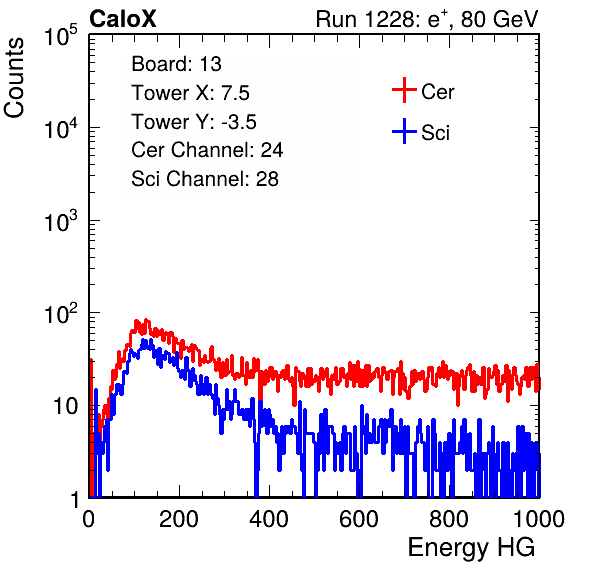 CaloX Run 1228: e⁺, 80 GeV
Counts
Board: 13
Tower X: 7.5
Tower Y: -3.5
Cer Channel: 24
Sci Channel: 28
Cer
Sci
10⁵
10⁴
10³
10²
10
1
0 200 400 600 800 1000
Energy HG